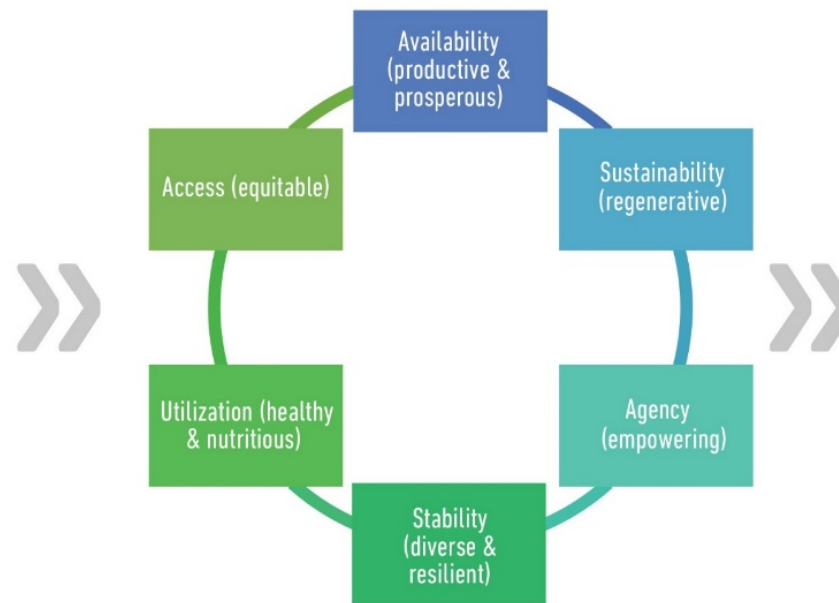 Availability
(productive &
prosperous)
Sustainability
(regenerative)
Agency
(empowering)
Stability
(diverse &
resilient)
Utilization (healthy
& nutritious)
Access (equitable)